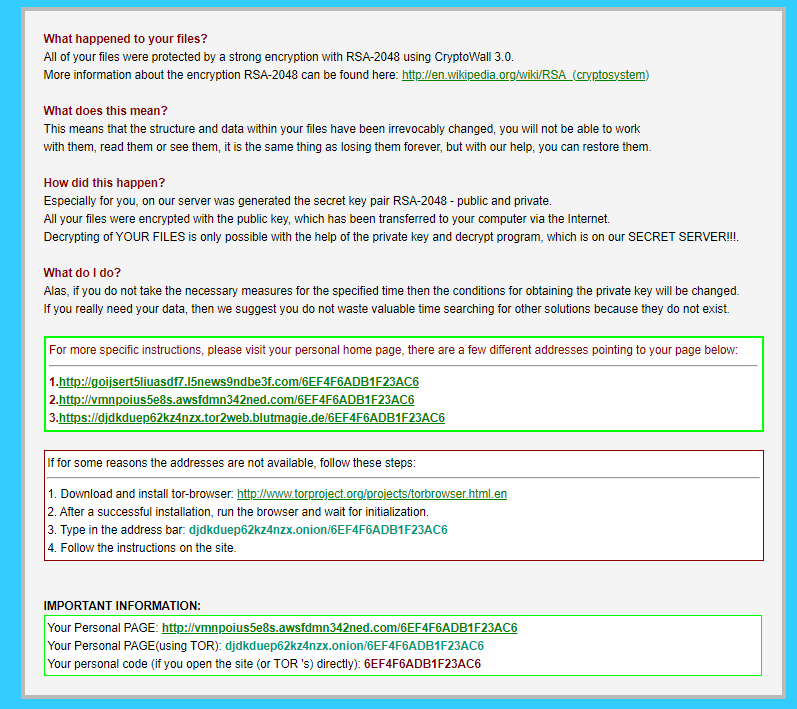 What happened to your files?
All of your files were protected by a strong encryption with RSA-2048 using CryptoWall 3.0.
More information about the encryption RSA-2048 can be found here: http://en.wikipedia.org/wiki/RSA_(cryptosystem)
What does this mean?
This means that the structure and data within your files have been irrevocably changed, you will not be able to work
with them, read them or see them, it is the same thing as losing them forever, but with our help, you can restore them.
How did this happen?
Especially for you, on our server was generated the secret key pair RSA-2048 - public and private.
All your files were encrypted with the public key, which has been transferred to your computer via the Internet.
Decrypting of YOUR FILES is only possible with the help of the private key and decrypt program, which is on our SECRET SERVER!!!.
What do I do?
Alas, if you do not take the necessary measures for the specified time then the conditions for obtaining the private key will be changed.
If you really need your data, then we suggest you do not waste valuable time searching for other solutions because they do not exist.
For more specific instructions, please visit your personal home page, there are a few different addresses pointing to your page below:
1.http://goijsert5liuasdf7.l5news9ndbe3f.com/6EF4F6ADB1F23AC6
2.http://vmnpoius5e8s.awsfdmn342ned.com/6EF4F6ADB1F23AC6
3.https://djdkduep62kz4nzx.tor2web.blutmagie.de/6EF4F6ADB1F23AC6
If for some reasons the addresses are not available, follow these steps:
1. Download and install tor-browser: http://www.torproject.org/projects/torbrowser.html.en
2. After a successful installation, run the browser and wait for initialization.
3. Type in the address bar: djdkduep62kz4nzx.onion/6EF4F6ADB1F23AC6
4. Follow the instructions on the site.
IMPORTANT INFORMATION:
Your Personal PAGE: http://vmnpoius5e8s.awsfdmn342ned.com/6EF4F6ADB1F23AC6
Your Personal PAGE(using TOR): djdkduep62kz4nzx.onion/6EF4F6ADB1F23AC6
Your personal code (if you open the site (or TOR 's) directly): 6EF4F6ADB1F23AC6